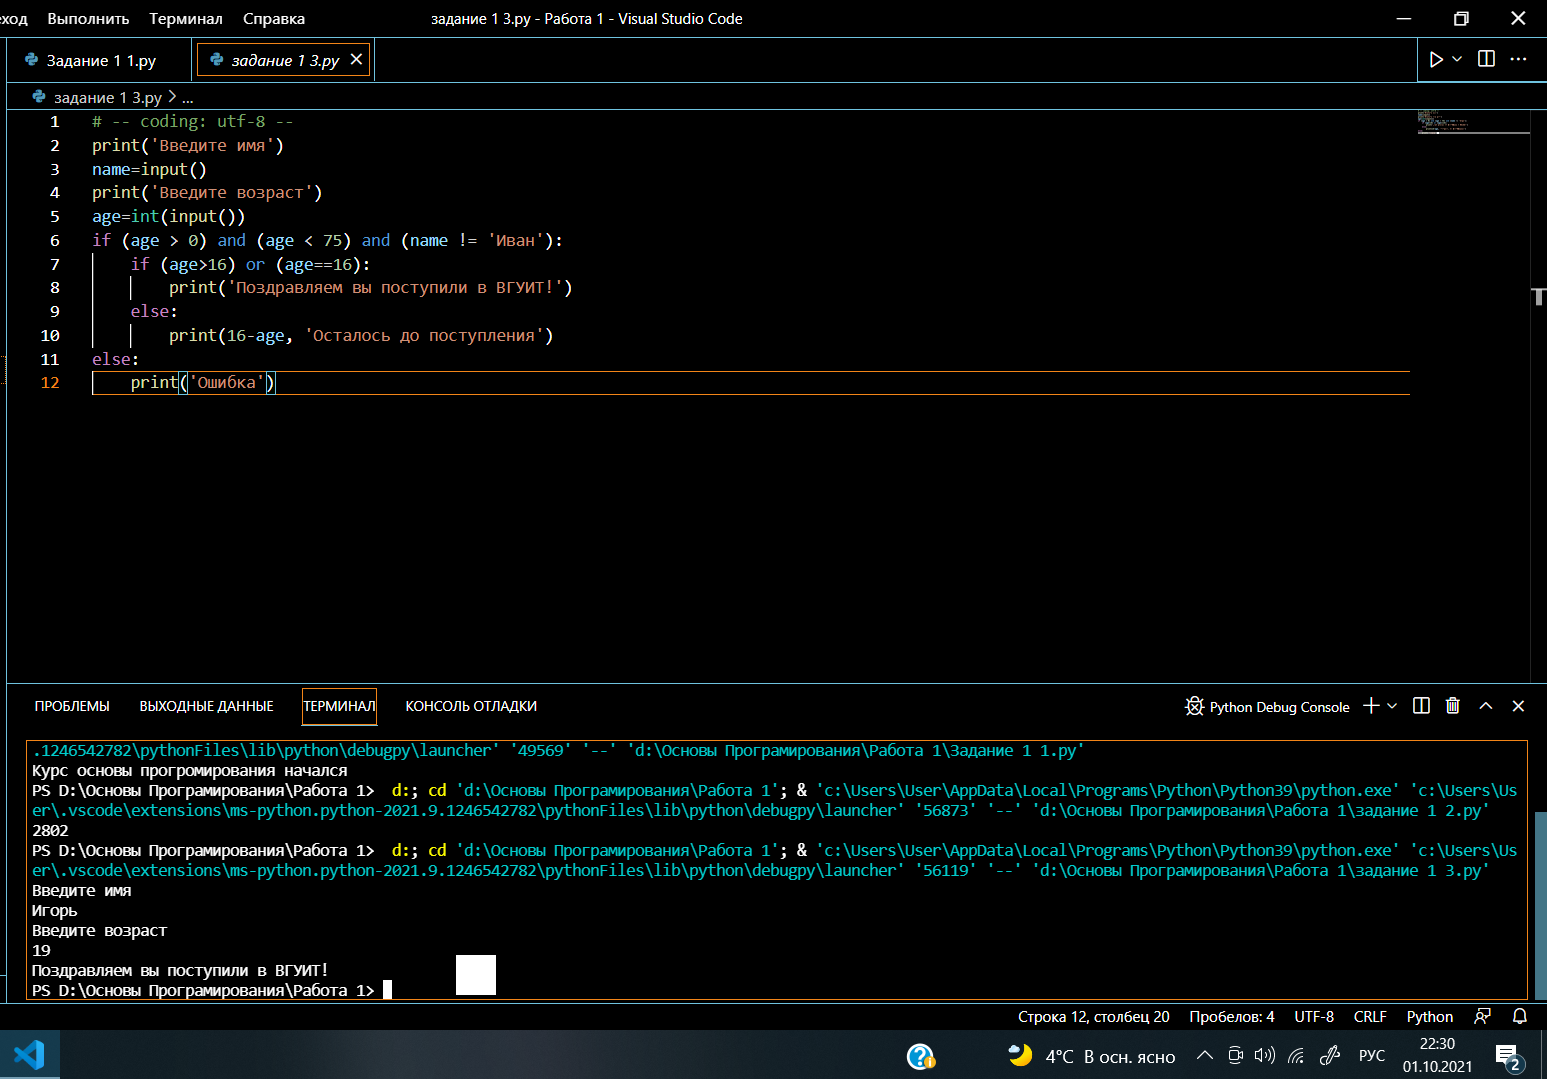 ход Выполнить Терминал Справка задание 1 3.py - Работа 1 - Visual Studio Code
Задание 1 1.py задание 1 3.py
задание 1 3.py > ...
1 # -- coding: utf-8 --
2 print('Введите имя')
3 name=input()
4 print('Введите возраст')
5 age=int(input())
6 if (age > 0) and (age < 75) and (name != 'Иван'):
7 if (age>16) or (age==16):
8 print('Поздравляем вы поступили в ВГУИТ!')
9 else:
10 print(16-age, 'Осталось до поступления')
11 else:
12 print('Ошибка')
ПРОБЛЕМЫ ВЫХОДНЫЕ ДАННЫЕ ТЕРМИНАЛ КОНСОЛЬ ОТЛАДКИ Python Debug Console
.1246542782\pythonFiles\lib\python\debugpy\launcher' '49569' '--' 'd:\Основы Програмирования\Работа 1\Задание 1 1.py'
Курс основы програмирования начался
PS D:\Основы Програмирования\Работа 1> d:; cd 'd:\Основы Програмирования\Работа 1'; & 'c:\Users\User\AppData\Local\Programs\Python\Python39\python.exe' 'c:\Users\Us
er\.vscode\extensions\ms-python.python-2021.9.1246542782\pythonFiles\lib\python\debugpy\launcher' '56873' '--' 'd:\Основы Програмирования\Работа 1\задание 1 2.py'
2802
PS D:\Основы Програмирования\Работа 1> d:; cd 'd:\Основы Програмирования\Работа 1'; & 'c:\Users\User\AppData\Local\Programs\Python\Python39\python.exe' 'c:\Users\Us
er\.vscode\extensions\ms-python.python-2021.9.1246542782\pythonFiles\lib\python\debugpy\launcher' '56119' '--' 'd:\Основы Програмирования\Работа 1\задание 1 3.py'
Введите имя
Игорь
Введите возраст
19
Поздравляем вы поступили в ВГУИТ!
PS D:\Основы Програмирования\Работа 1>
Строка 12, столбец 20 Пробелов: 4 UTF-8 CRLF Python
4°C В осн. ясно РУС 22:30
01.10.2021 2